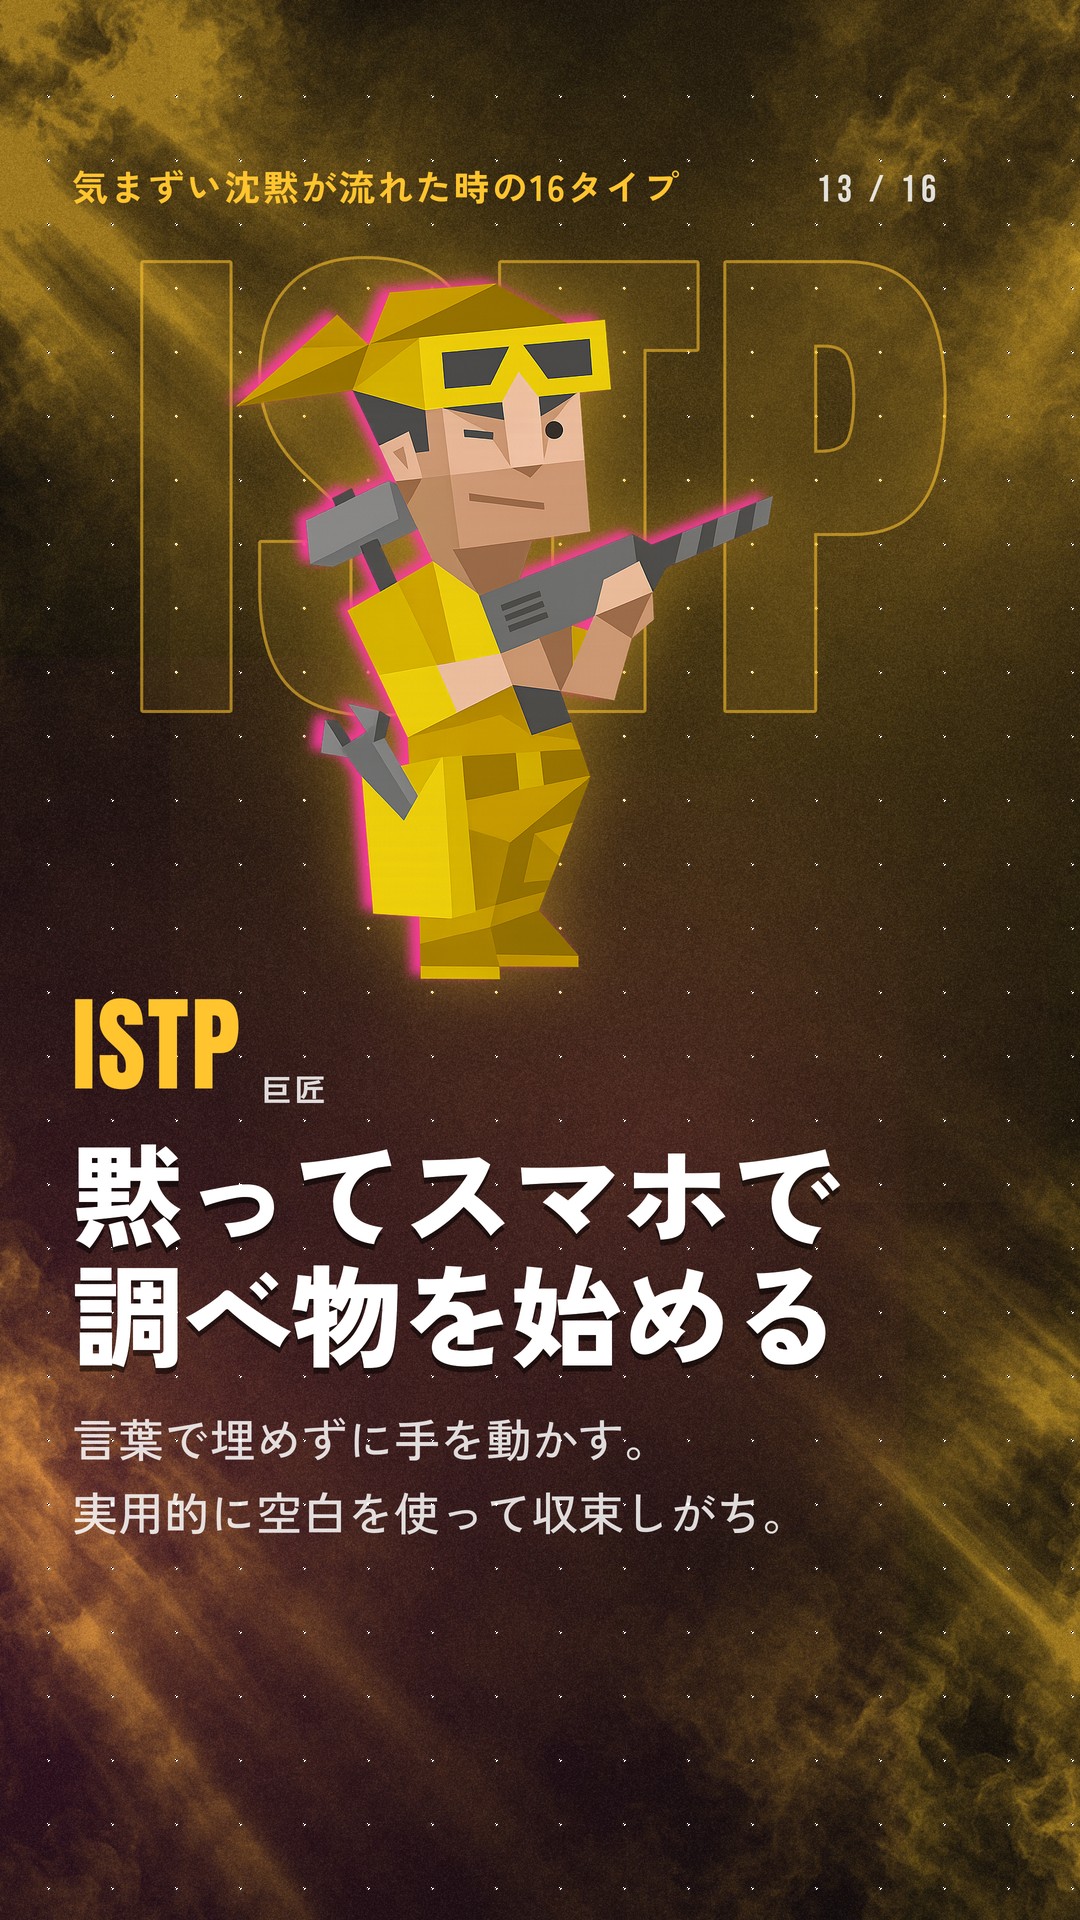 気まずい沈黙が流れた時の16タイプ
13 / 16
ISTP
ISTP
巨匠
黙ってスマホで
調べ物を始める
言葉で埋めずに手を動かす。
実用的に空白を使って収束しがち。